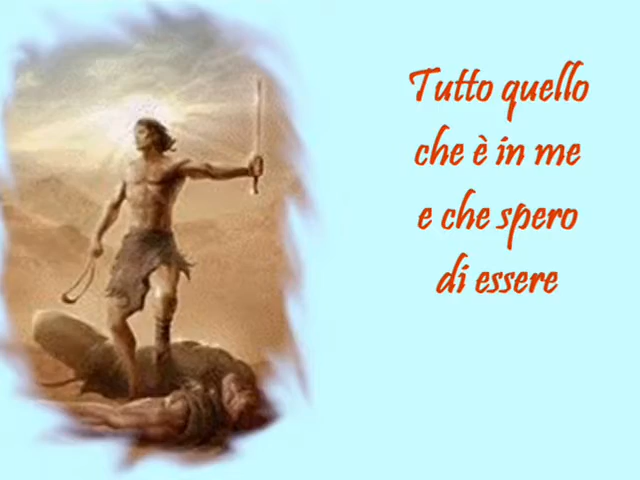 Tutto quello
che è in me
e che spero
di essere